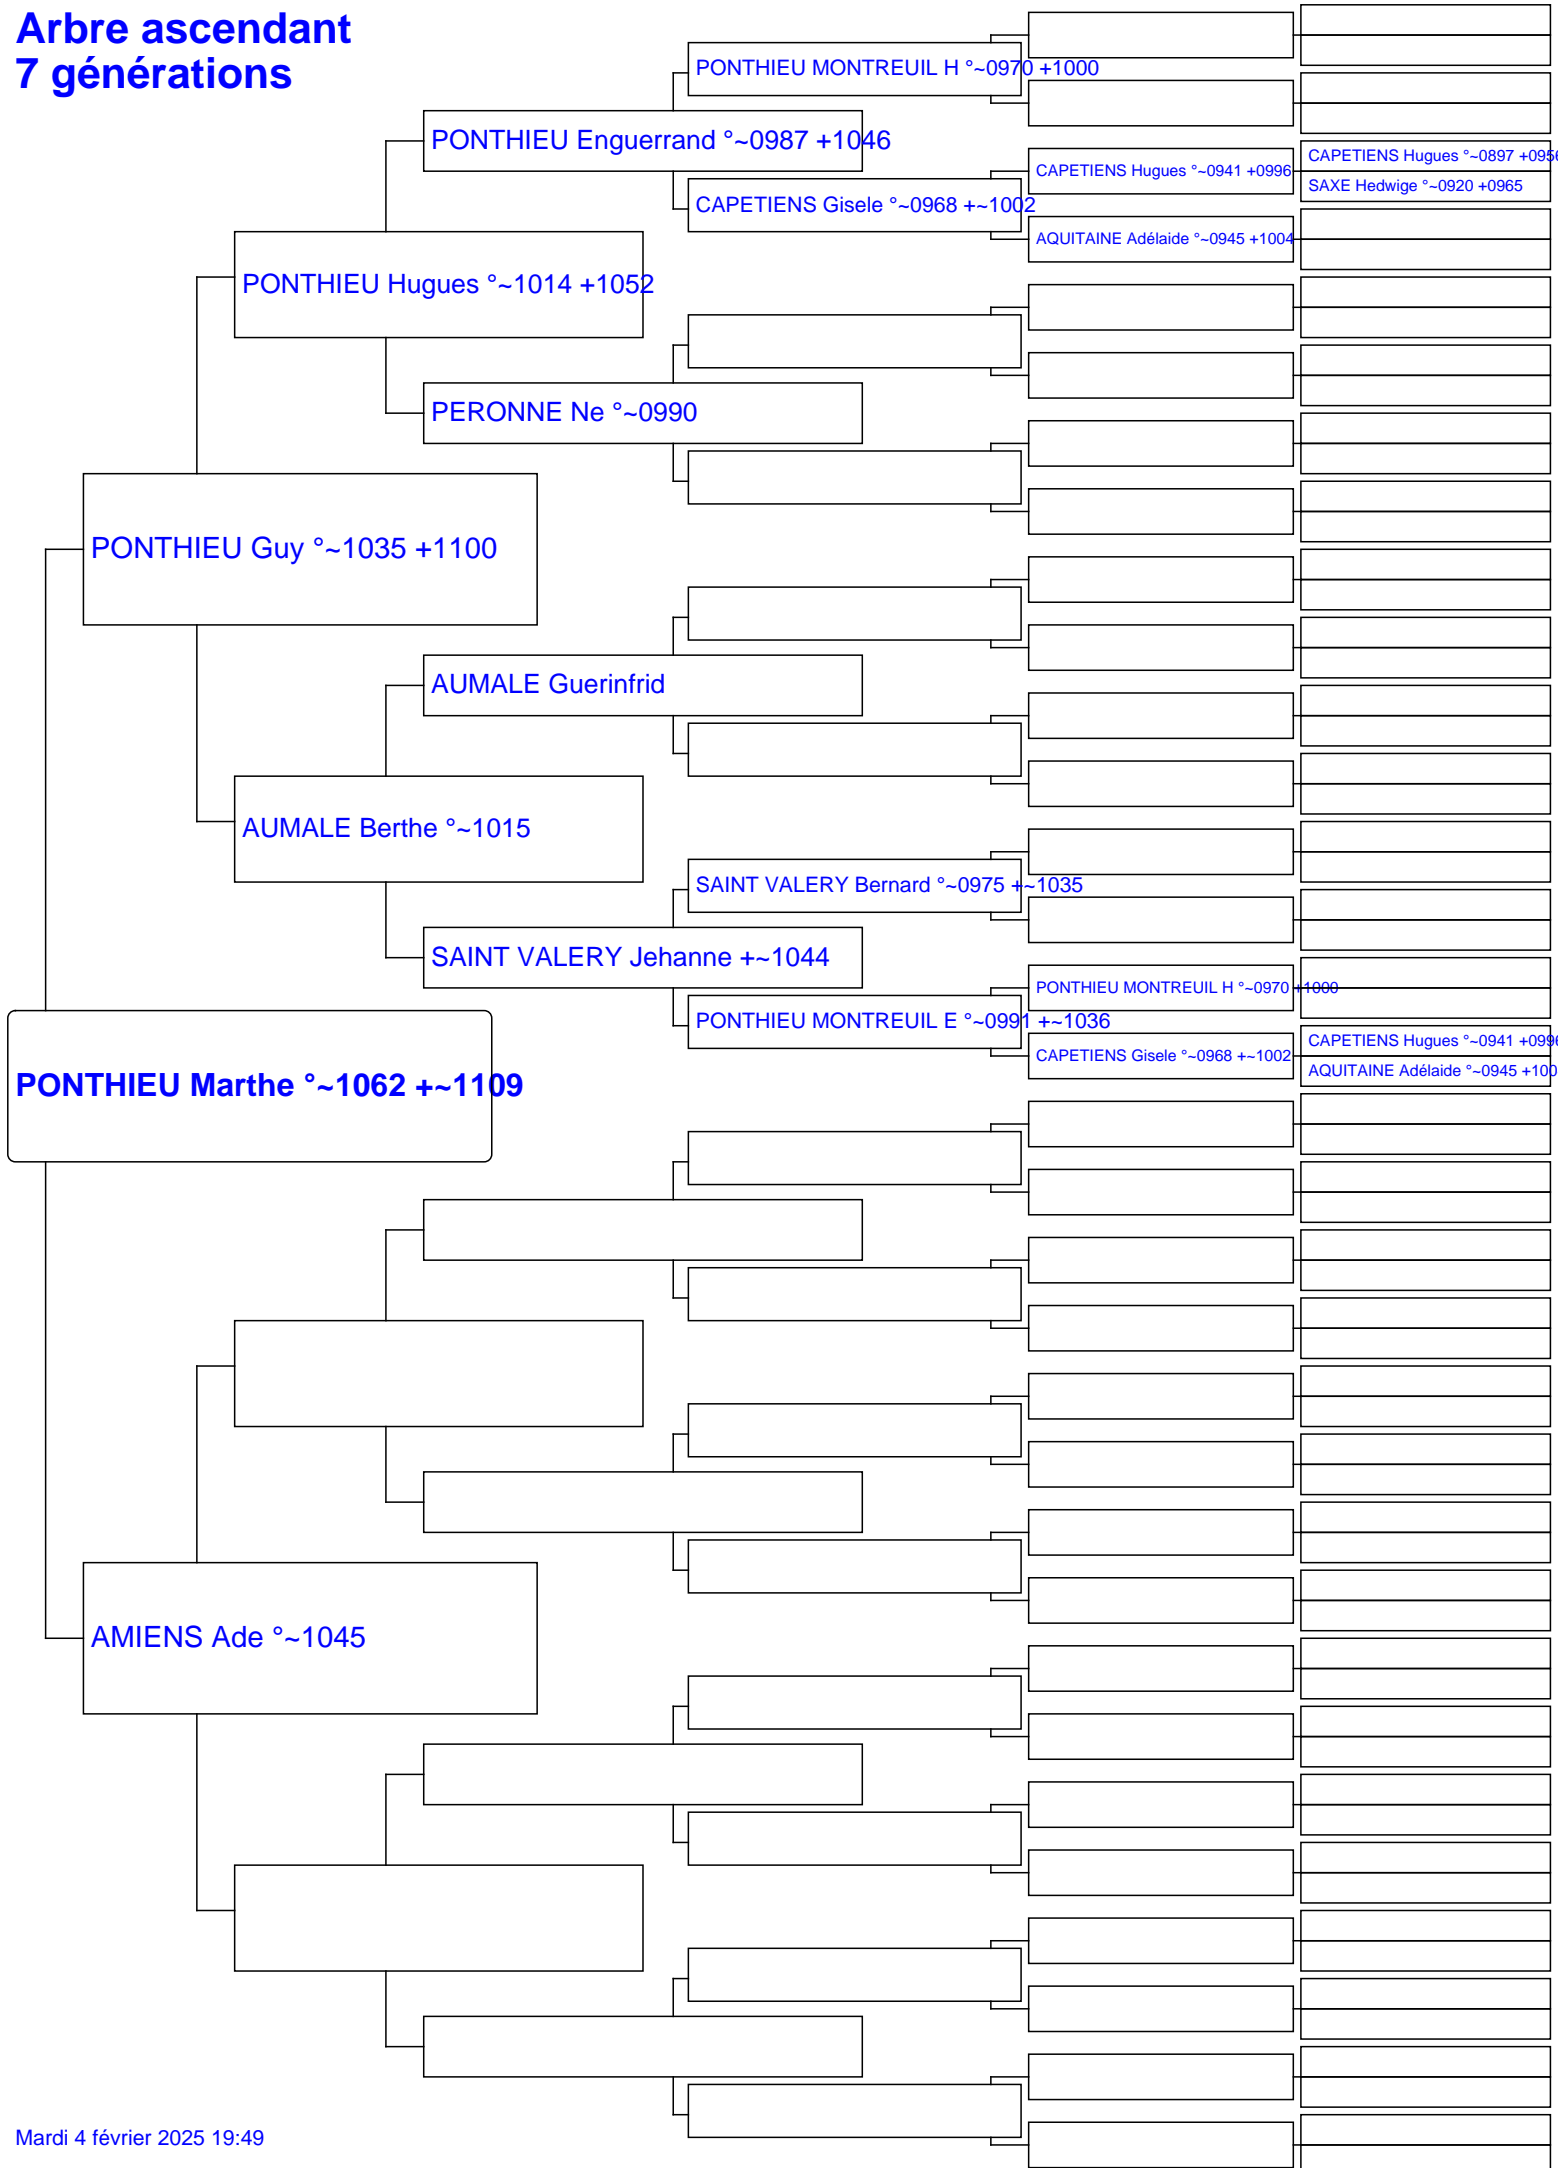 Arbre ascendant
7 générations
PONTHIEU MONTREUIL H °~0970 +1000
PONTHIEU Enguerrand °~0987 +1046
CAPETIENS Hugues °~0897 +0956
CAPETIENS Hugues °~0941 +0996
SAXE Hedwige °~0920 +0965
CAPETIENS Gisele °~0968 +~1002
AQUITAINE Adélaide °~0945 +1004
PONTHIEU Hugues °~1014 +1052
PERONNE Ne °~0990
PONTHIEU Guy °~1035 +1100
AUMALE Guerinfrid
AUMALE Berthe °~1015
SAINT VALERY Bernard °~0975 +~1035
SAINT VALERY Jehanne +~1044
PONTHIEU MONTREUIL H °~0970 +1000
PONTHIEU MONTREUIL E °~0991 +~1036
CAPETIENS Hugues °~0941 +0996
CAPETIENS Gisele °~0968 +~1002
AQUITAINE Adélaide °~0945 +100
PONTHIEU Marthe °~1062 +~1109
AMIENS Ade °~1045
Mardi 4 février 2025 19:49